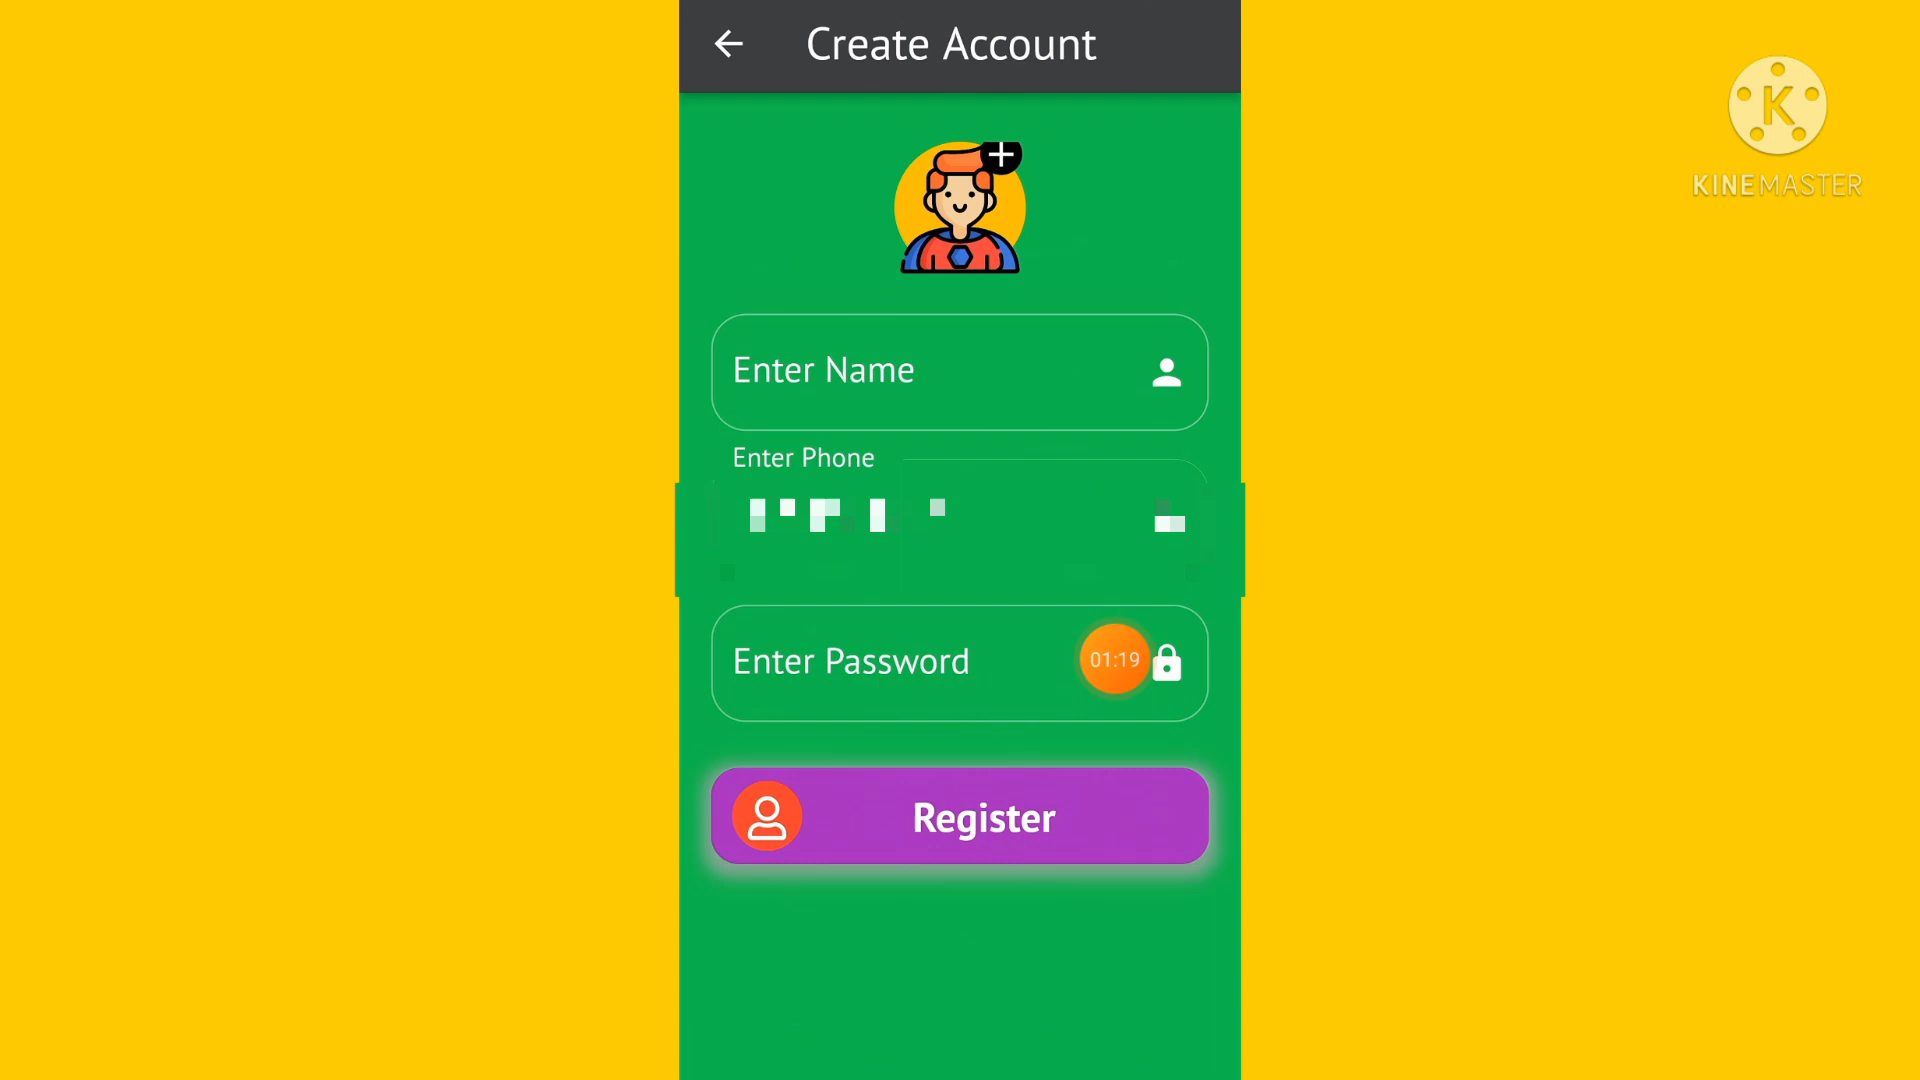 Create Account
K
KINEMASTER
Enter Name
Enter Phone
Enter Password
01:19
Register